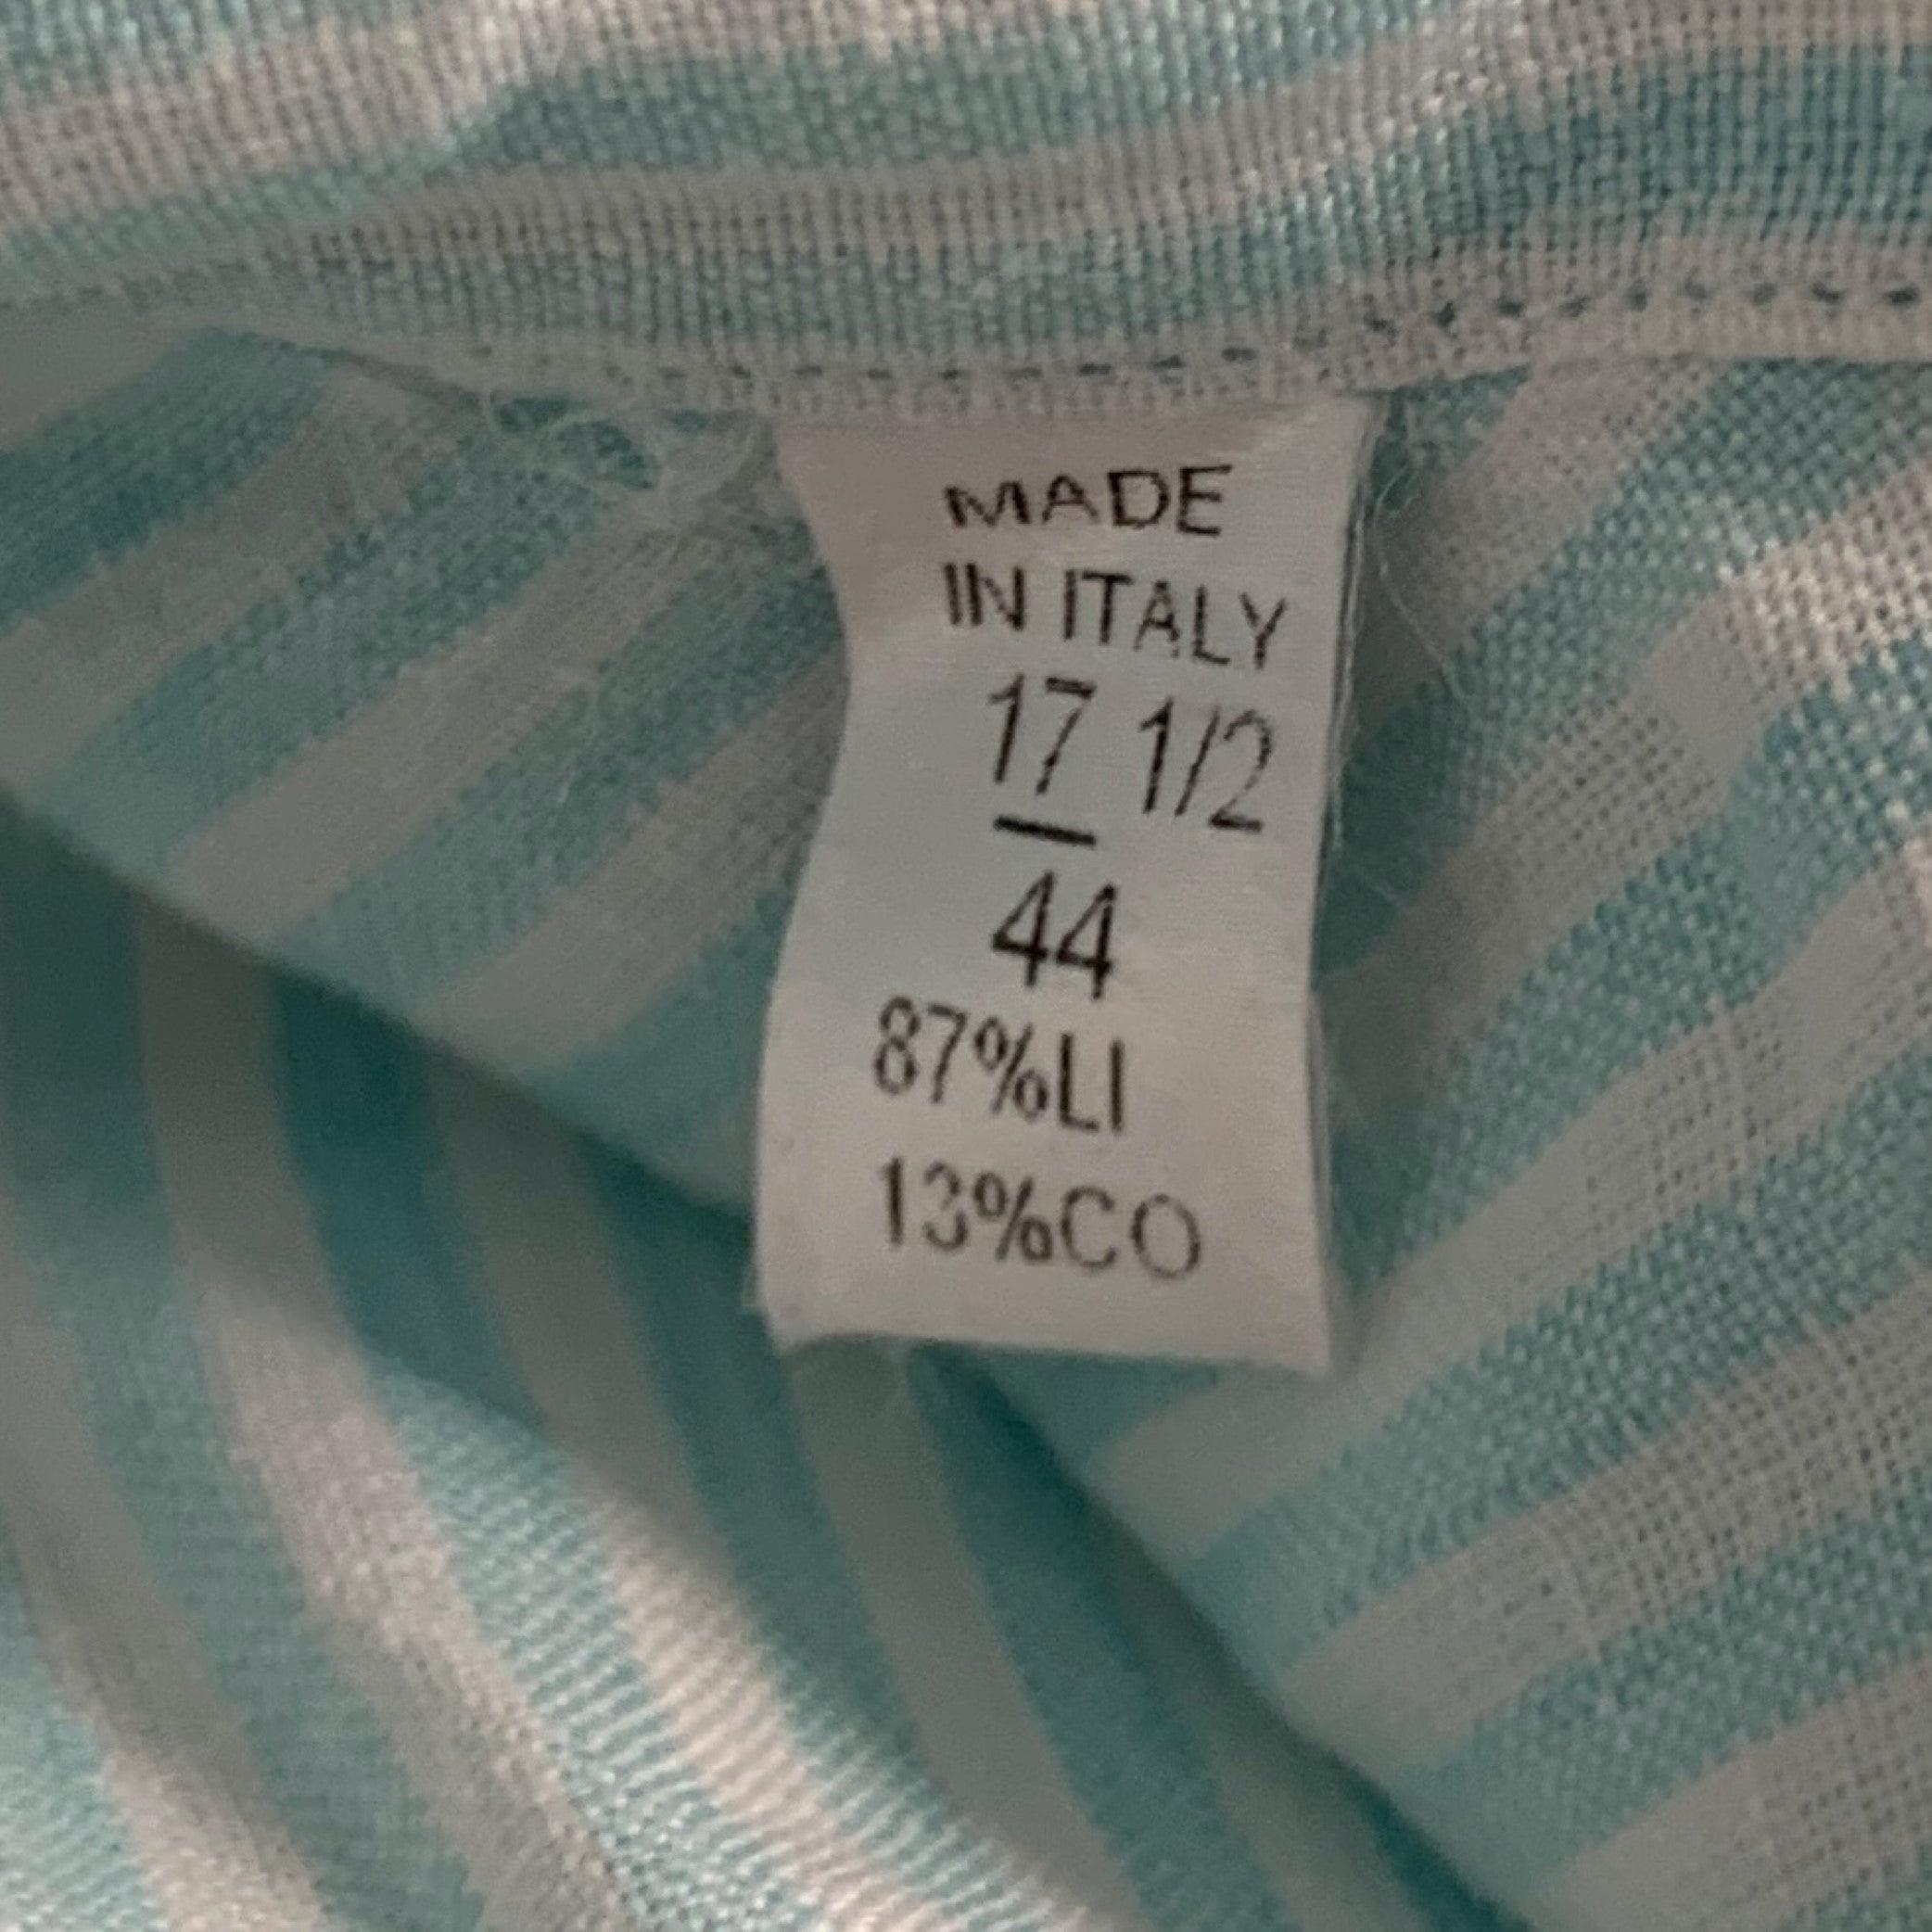 MADE
IN ITALY
17 1/2
—
44
87%LI
13%CO